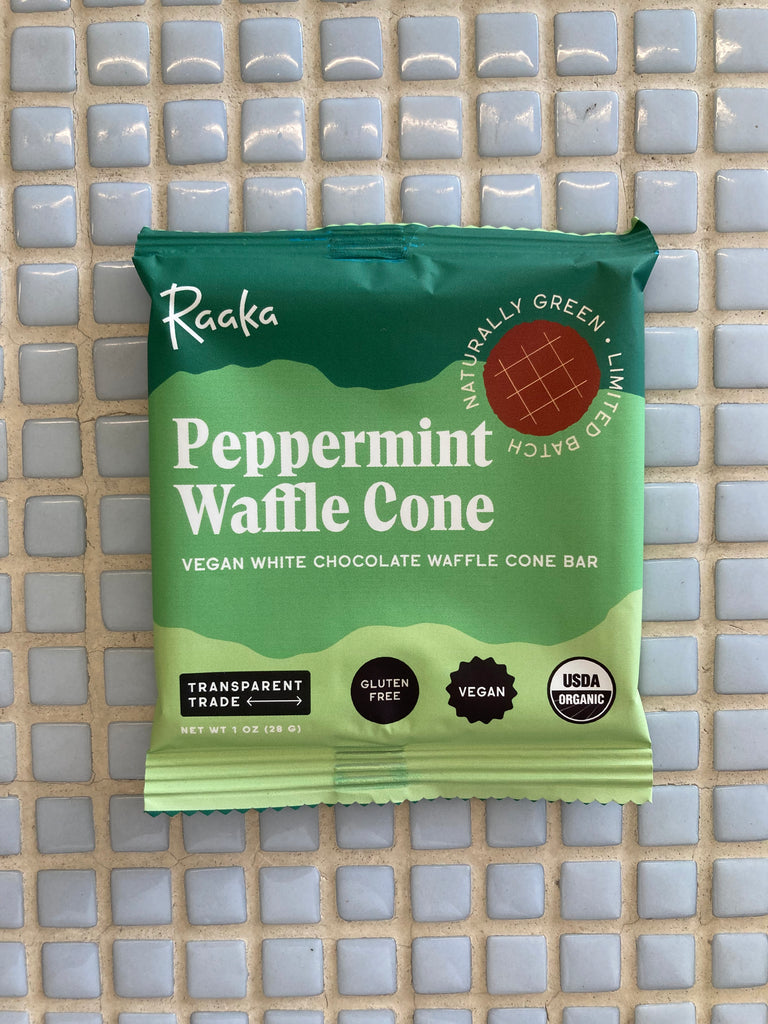 Raaka
NATURALLY GREEN • LIMITED BATCH
Peppermint
Waffle Cone
VEGAN WHITE CHOCOLATE WAFFLE CONE BAR
TRANSPARENT
TRADE
GLUTEN
FREE
VEGAN
USDA
ORGANIC
NET WT 1 OZ (28 G)